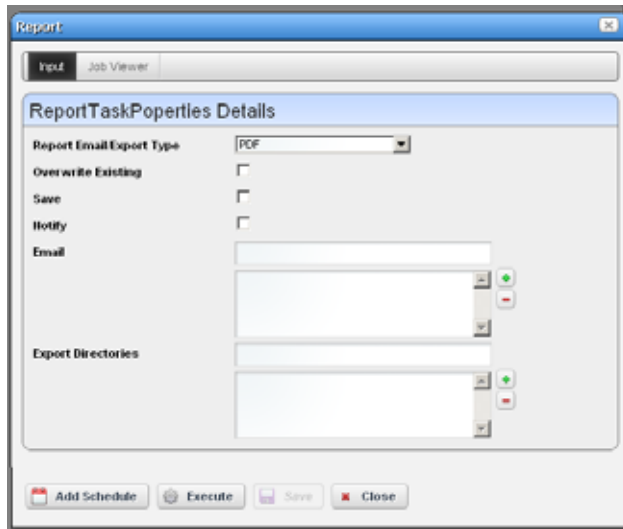 Report
Input Job Viewer
ReportTaskPoperties Details
Report Email/Export Type PDF
Overwrite Existing
Save
Notify
Email
Export Directories
Add Schedule Execute Save Close